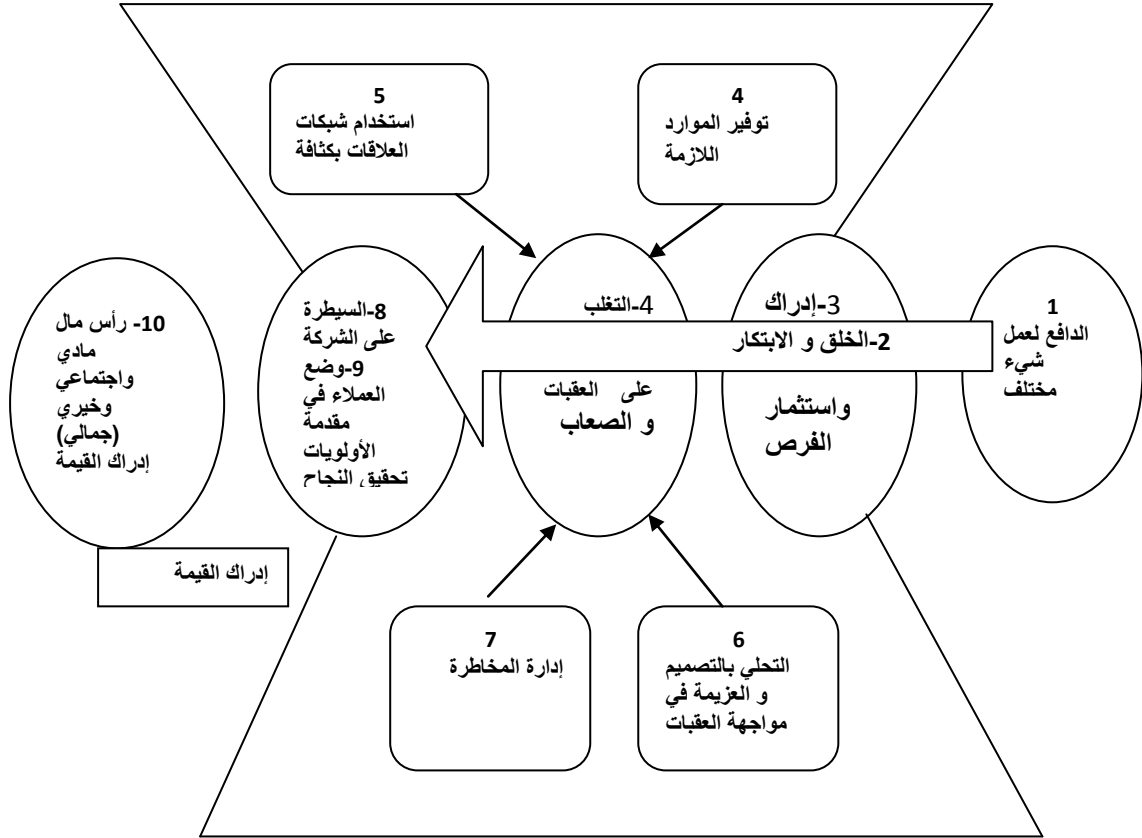 5
استخدام شبكات
العلاقات بكثافة
4
توفير الموارد
اللازمة
1
الدافع لعمل
شيء
مختلف
3-إدراك
واستثمار
الفرص
2-الخلق و الابتكار
4-التغلب
على العقبات
و الصعاب
8-السيطرة
على الشركة
9-وضع
العملاء في
مقدمة
الأولويات
تحقيق النجاح
10- رأس مال
مادي
واجتماعي
وخيري
(جمالي)
إدراك القيمة
إدراك القيمة
7
إدارة المخاطرة
6
التحلي بالتصميم
و العزيمة في
مواجهة العقبات